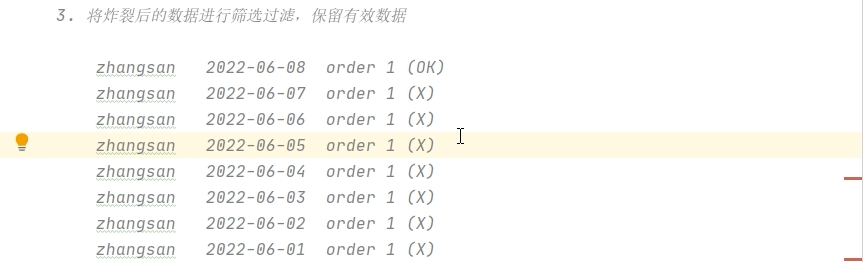 3. 将炸裂后的数据进行筛选过滤，保留有效数据
zhangsan 2022-06-08 order 1 (OK)
zhangsan 2022-06-07 order 1 (X)
zhangsan 2022-06-06 order 1 (X)
zhangsan 2022-06-05 order 1 (X)
zhangsan 2022-06-04 order 1 (X)
zhangsan 2022-06-03 order 1 (X)
zhangsan 2022-06-02 order 1 (X)
zhangsan 2022-06-01 order 1 (X)